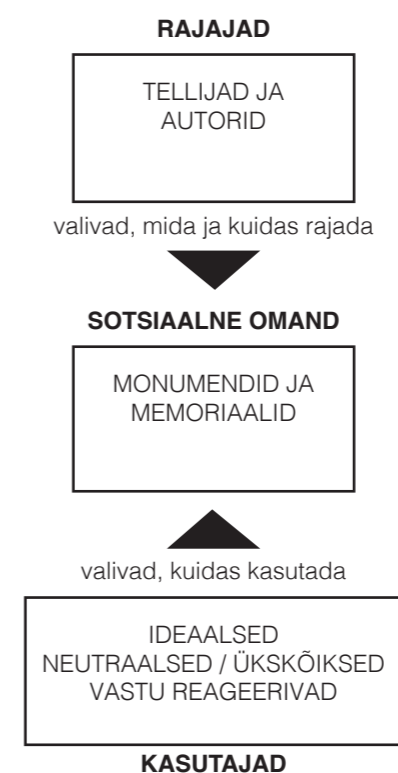 RAJAJAD
TELLIJAD JA
AUTORID
valivad, mida ja kuidas rajada
SOTSIAALNE OMAND
MONUMENDID JA
MEMORIAALID
valivad, kuidas kasutada
IDEAALSED
NEUTRAALSED / ÜKSKÕIKSED
VASTU REAGEERIVAD
KASUTAJAD